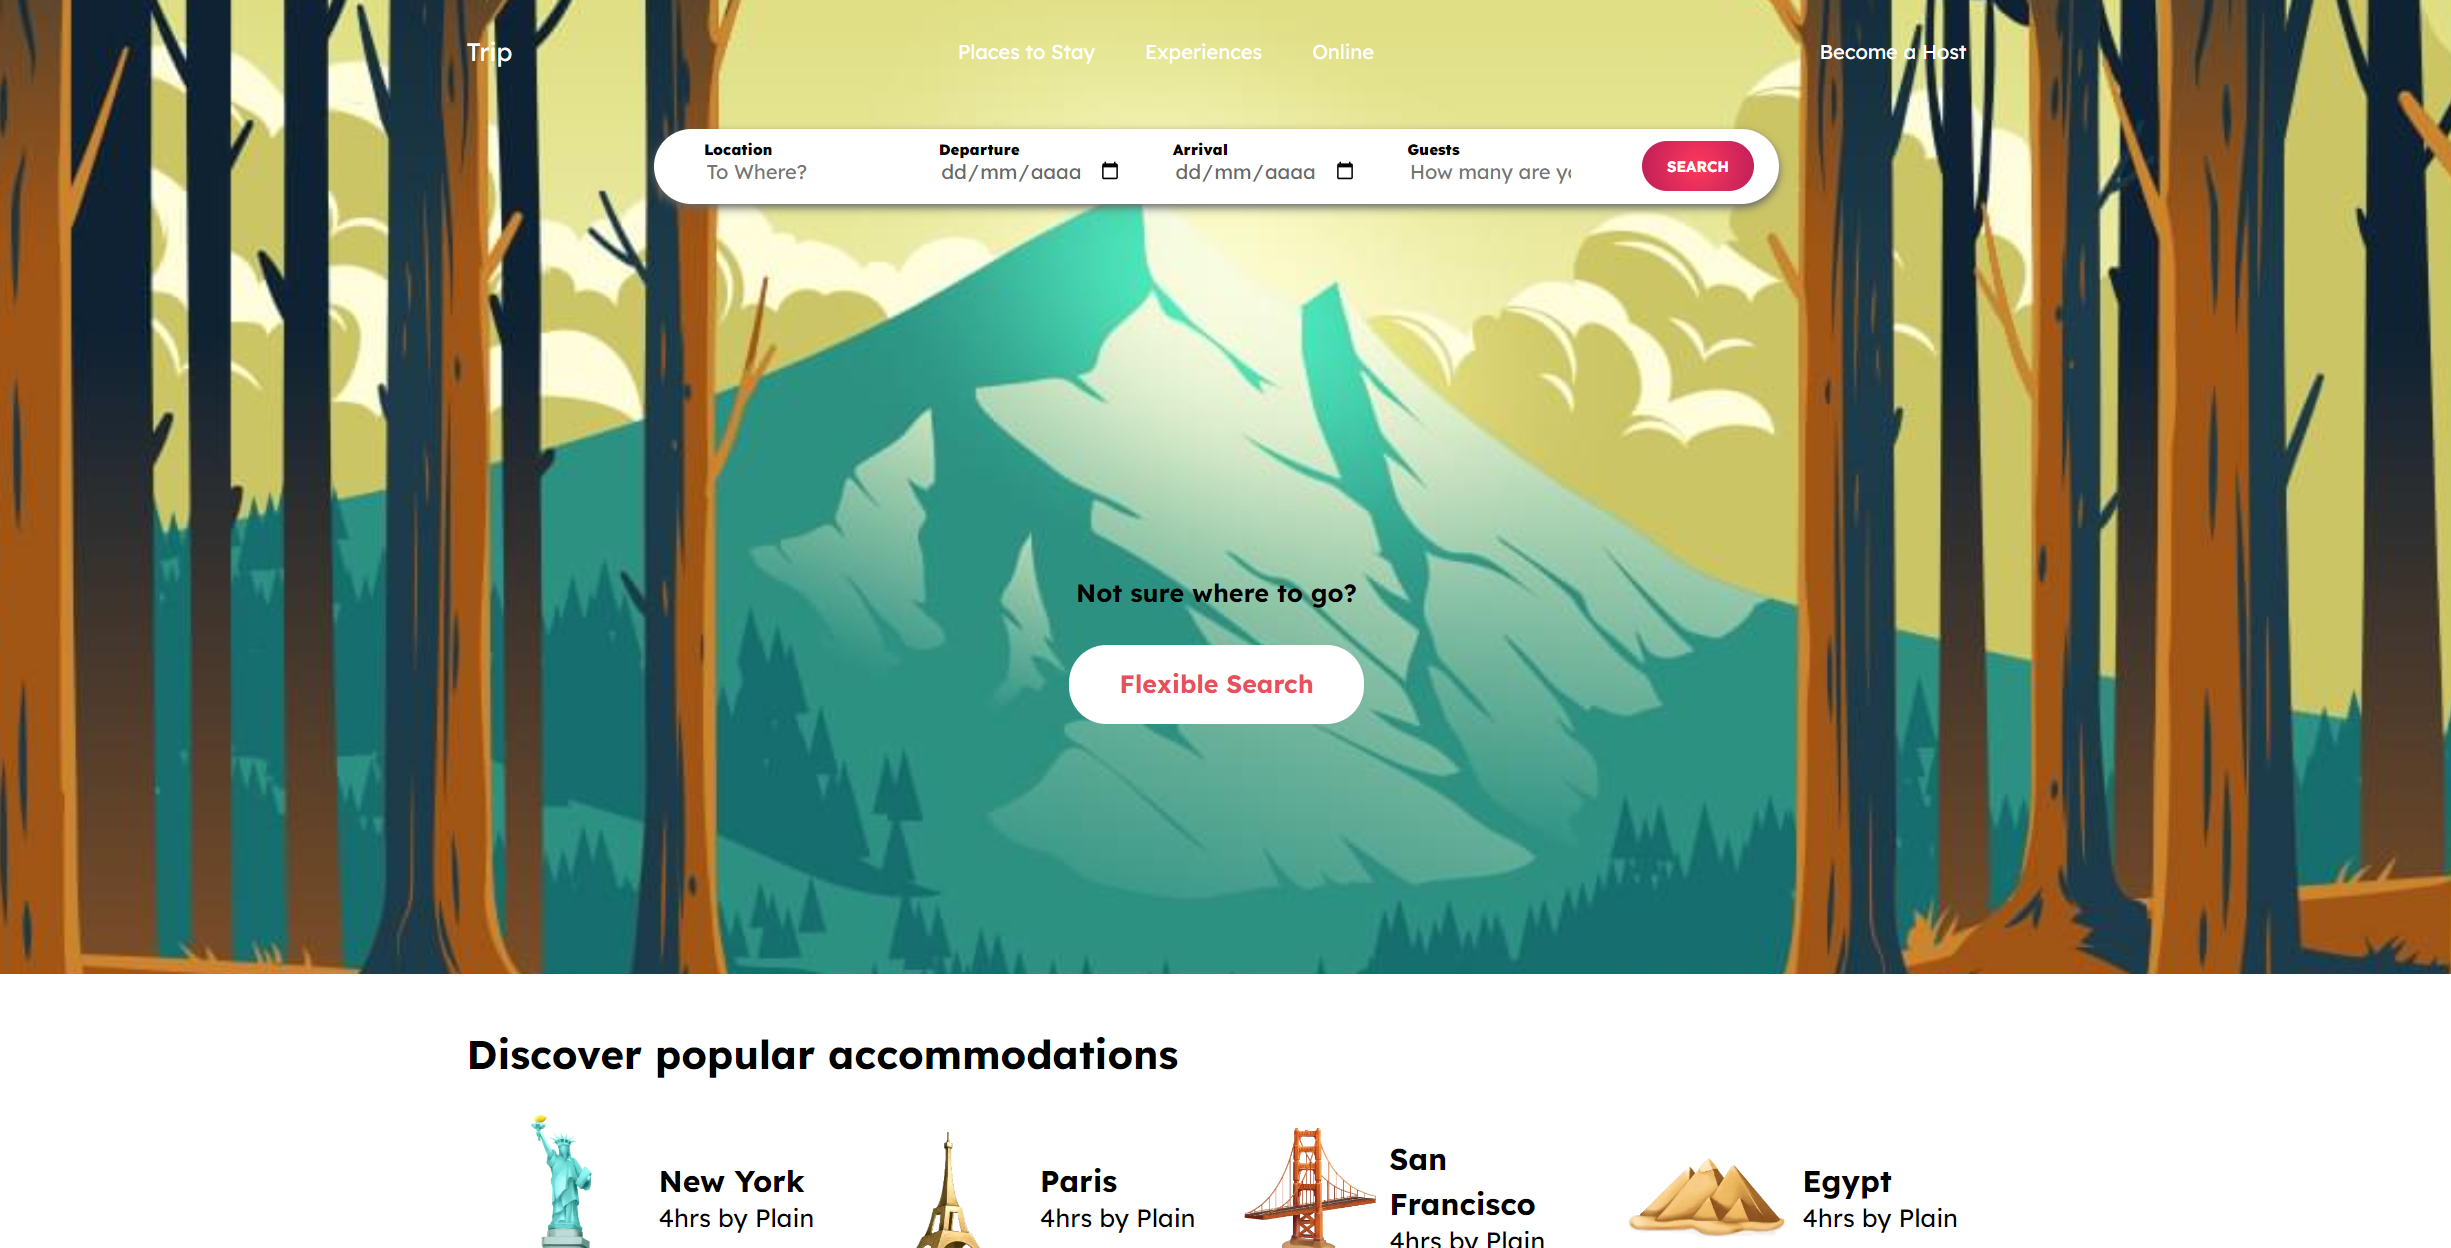 Trip
Places to Stay
Experiences
Online
Become a Host
Location
To Where?
Departure
dd/mm/aaaa
Arrival
dd/mm/aaaa
Guests
How many are yo
SEARCH
Not sure where to go?
Flexible Search
Discover popular accommodations
New York
4hrs by Plain
Paris
4hrs by Plain
San
Francisco
4hrs by Plain
Egypt
4hrs by Plain